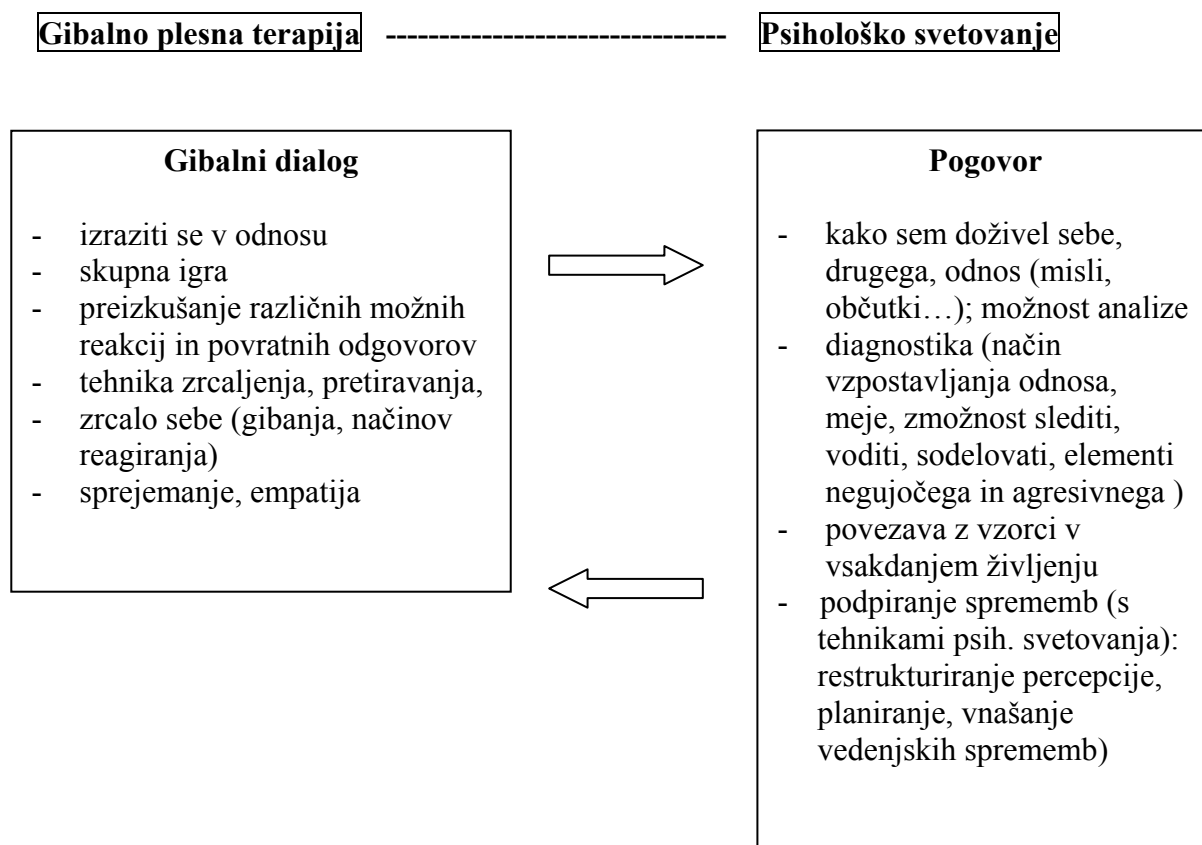 Gibalno plesna terapija -------------------------------- Psihološko svetovanje
Gibalni dialog
- izraziti se v odnosu
- skupna igra
- preizkušanje različnih možnih
reakcij in povratnih odgovorov
- tehnika zrcaljenja, pretiravanja,
- zrcalo sebe (gibanja, načinov
reagiranja)
- sprejemanje, empatija
Pogovor
- kako sem doživel sebe,
drugega, odnos (misli,
občutki…); možnost analize
- diagnostika (način
vzpostavljanja odnosa,
meje, zmožnost slediti,
voditi, sodelovati, elementi
negujočega in agresivnega )
- povezava z vzorci v
vsakdanjem življenju
- podpiranje sprememb (s
tehnikami psih. svetovanja):
restrukturiranje percepcije,
planiranje, vnašanje
vedenjskih sprememb)